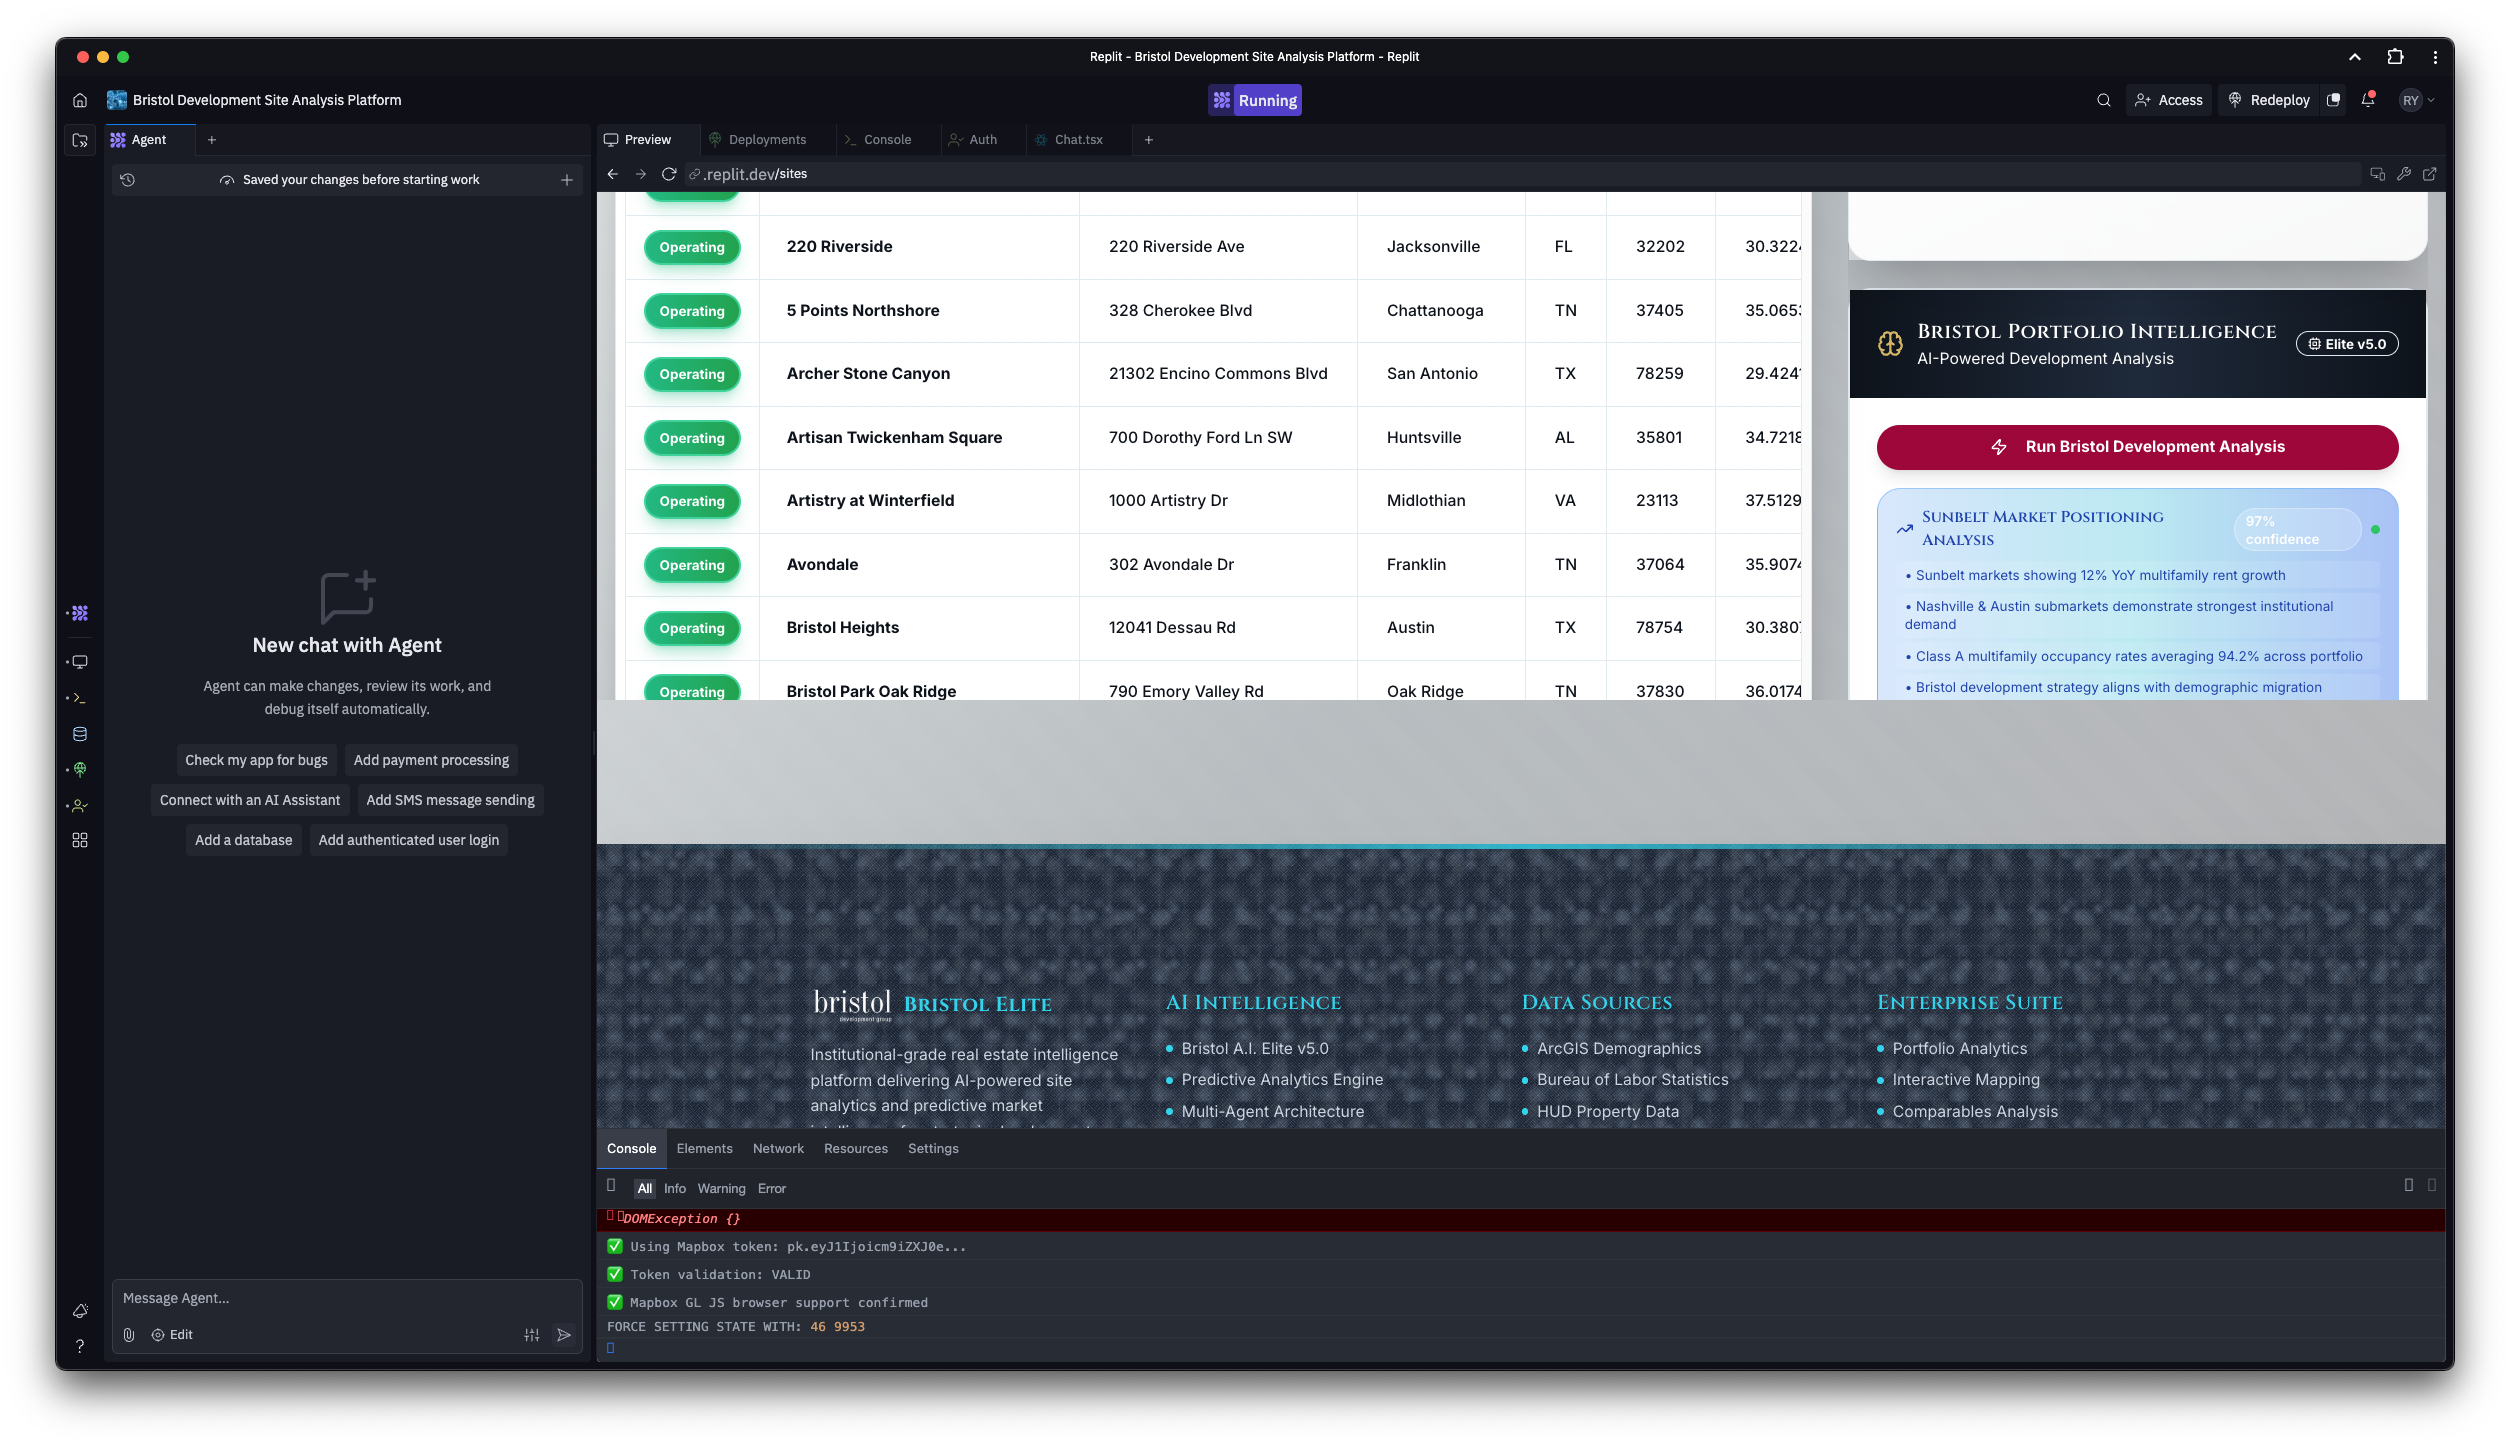 Replit - Bristol Development Site Analysis Platform - Replit
Bristol Development Site Analysis Platform
Running
Access
Redeploy
RY
Agent
Saved your changes before starting work
New chat with Agent
Agent can make changes, review its work, and
debug itself automatically.
Check my app for bugs
Add payment processing
Connect with an AI Assistant
Add SMS message sending
Add a database
Add authenticated user login
Message Agent...
Edit
Preview
Deployments
Console
Auth
Chat.tsx
.replit.dev/sites
Operating 220 Riverside 220 Riverside Ave Jacksonville FL 32202 30.3224
Operating 5 Points Northshore 328 Cherokee Blvd Chattanooga TN 37405 35.065
Operating Archer Stone Canyon 21302 Encino Commons Blvd San Antonio TX 78259 29.424
Operating Artisan Twickenham Square 700 Dorothy Ford Ln SW Huntsville AL 35801 34.7218
Operating Artistry at Winterfield 1000 Artistry Dr Midlothian VA 23113 37.5129
Operating Avondale 302 Avondale Dr Franklin TN 37064 35.9074
Operating Bristol Heights 12041 Dessau Rd Austin TX 78754 30.380
Operating Bristol Park Oak Ridge 790 Emory Valley Rd Oak Ridge TN 37830 36.0174
Bristol Portfolio Intelligence
AI-Powered Development Analysis
Elite v5.0
Run Bristol Development Analysis
Sunbelt Market Positioning
Analysis
97%
confidence
• Sunbelt markets showing 12% YoY multifamily rent growth
• Nashville & Austin submarkets demonstrate strongest institutional
demand
• Class A multifamily occupancy rates averaging 94.2% across portfolio
• Bristol development strategy aligns with demographic migration
bristol
development group
Bristol Elite
Institutional-grade real estate intelligence
platform delivering AI-powered site
analytics and predictive market
AI Intelligence
Bristol A.I. Elite v5.0
Predictive Analytics Engine
Multi-Agent Architecture
Data Sources
ArcGIS Demographics
Bureau of Labor Statistics
HUD Property Data
Enterprise Suite
Portfolio Analytics
Interactive Mapping
Comparables Analysis
Console Elements Network Resources Settings
All Info Warning Error
DOMException {}
✅ Using Mapbox token: pk.eyJ1Ijoicm9iZXJ0e...
✅ Token validation: VALID
✅ Mapbox GL JS browser support confirmed
FORCE SETTING STATE WITH: 46 9953